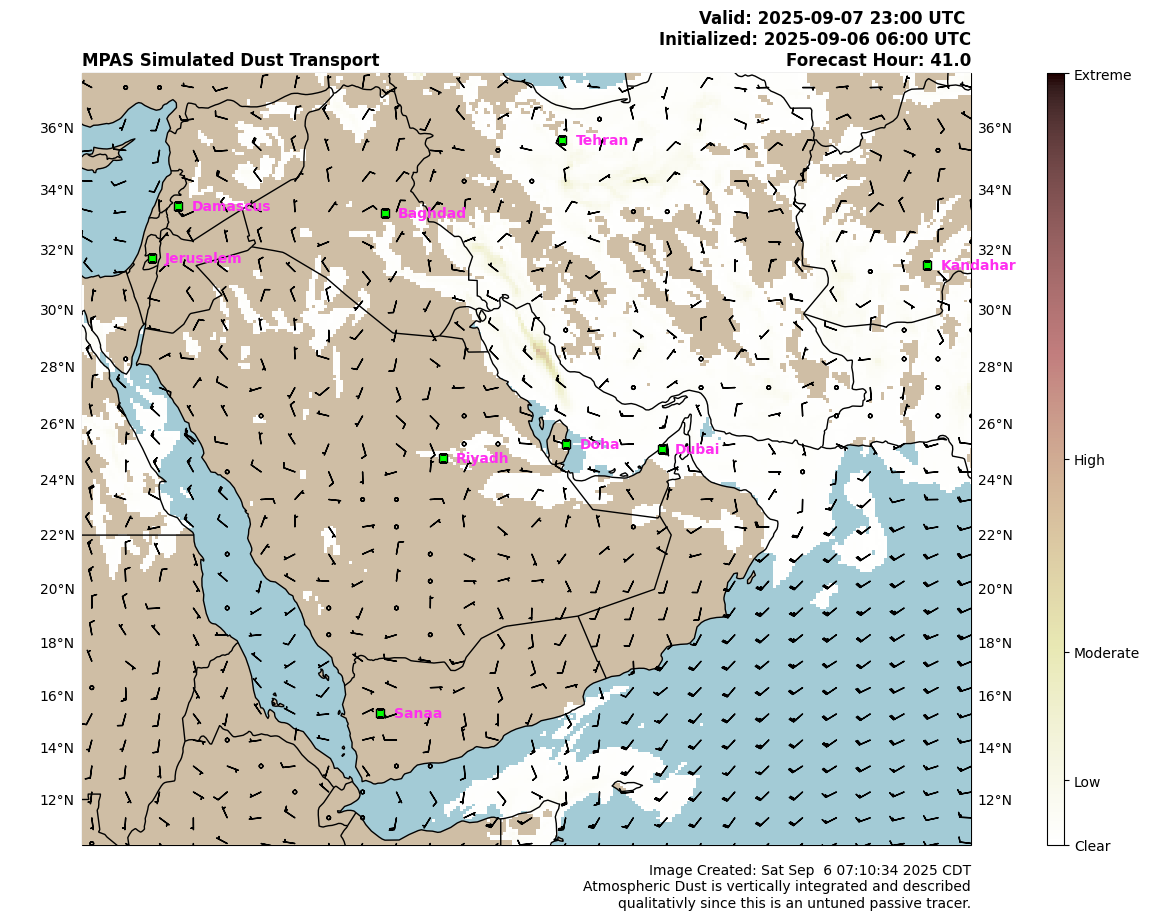 Valid: 2025-09-07 23:00 UTC
Initialized: 2025-09-06 06:00 UTC
MPAS Simulated Dust Transport
Forecast Hour: 41.0
Extreme
36°N
36°N
Tehran
34°N
34°N
Damascus
Baghdad
32°N
32°N
Jerusalem
Kandahar
30°N
30°N
28°N
28°N
26°N
26°N
Doha
Dubai
Riyadh
High
24°N
24°N
22°N
22°N
20°N
20°N
18°N
18°N
Moderate
16°N
16°N
Sanaa
14°N
14°N
Low
12°N
12°N
Clear
Image Created: Sat Sep  6 07:10:34 2025 CDT
Atmospheric Dust is vertically integrated and described
qualitativly since this is an untuned passive tracer.